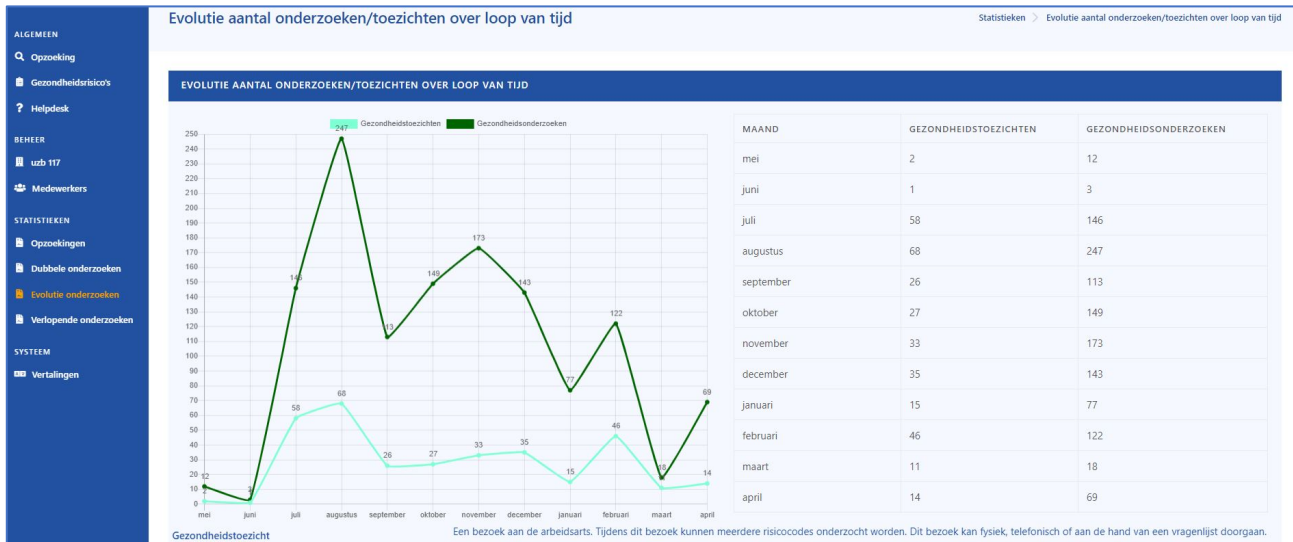 Evolutie aantal onderzoeken/toezichten over loop van tijd
Statistieken > Evolutie aantal onderzoeken/toezichten over loop van tijd
ALGEMEEN
Opzoeking
Gezondheidsrisico's
? Helpdesk
BEHEER
uzb 117
Medewerkers
STATISTIEKEN
Opzoekingen
Dubbele onderzoeken
Evolutie onderzoeken
Verlopende onderzoeken
SYSTEEM
Vertalingen
EVOLUTIE AANTAL ONDERZOEKEN/TOEZICHTEN OVER LOOP VAN TIJD
Gezondheidstoezichten Gezondheidsonderzoeken
250
240
230
220
210
200
190
180
170
160
150
140
130
120
110
100
90
80
70
60
50
40
30
20
10
0
12 3 146 247 113 149 173 143 77 122 18 69
2 58 68 26 27 33 35 15 46 14
mei juni juli augustus september oktober november december januari februari maart april
MAAND GEZONDHEIDSTOEZICHTEN GEZONDHEIDSONDERZOEKEN
mei 2 12
juni 1 3
juli 58 146
augustus 68 247
september 26 113
oktober 27 149
november 33 173
december 35 143
januari 15 77
februari 46 122
maart 11 18
april 14 69
Gezondheidstoezicht Een bezoek aan de arbeidsarts. Tijdens dit bezoek kunnen meerdere risicocodes onderzocht worden. Dit bezoek kan fysiek, telefonisch of aan de hand van een vragenlijst doorgaan.